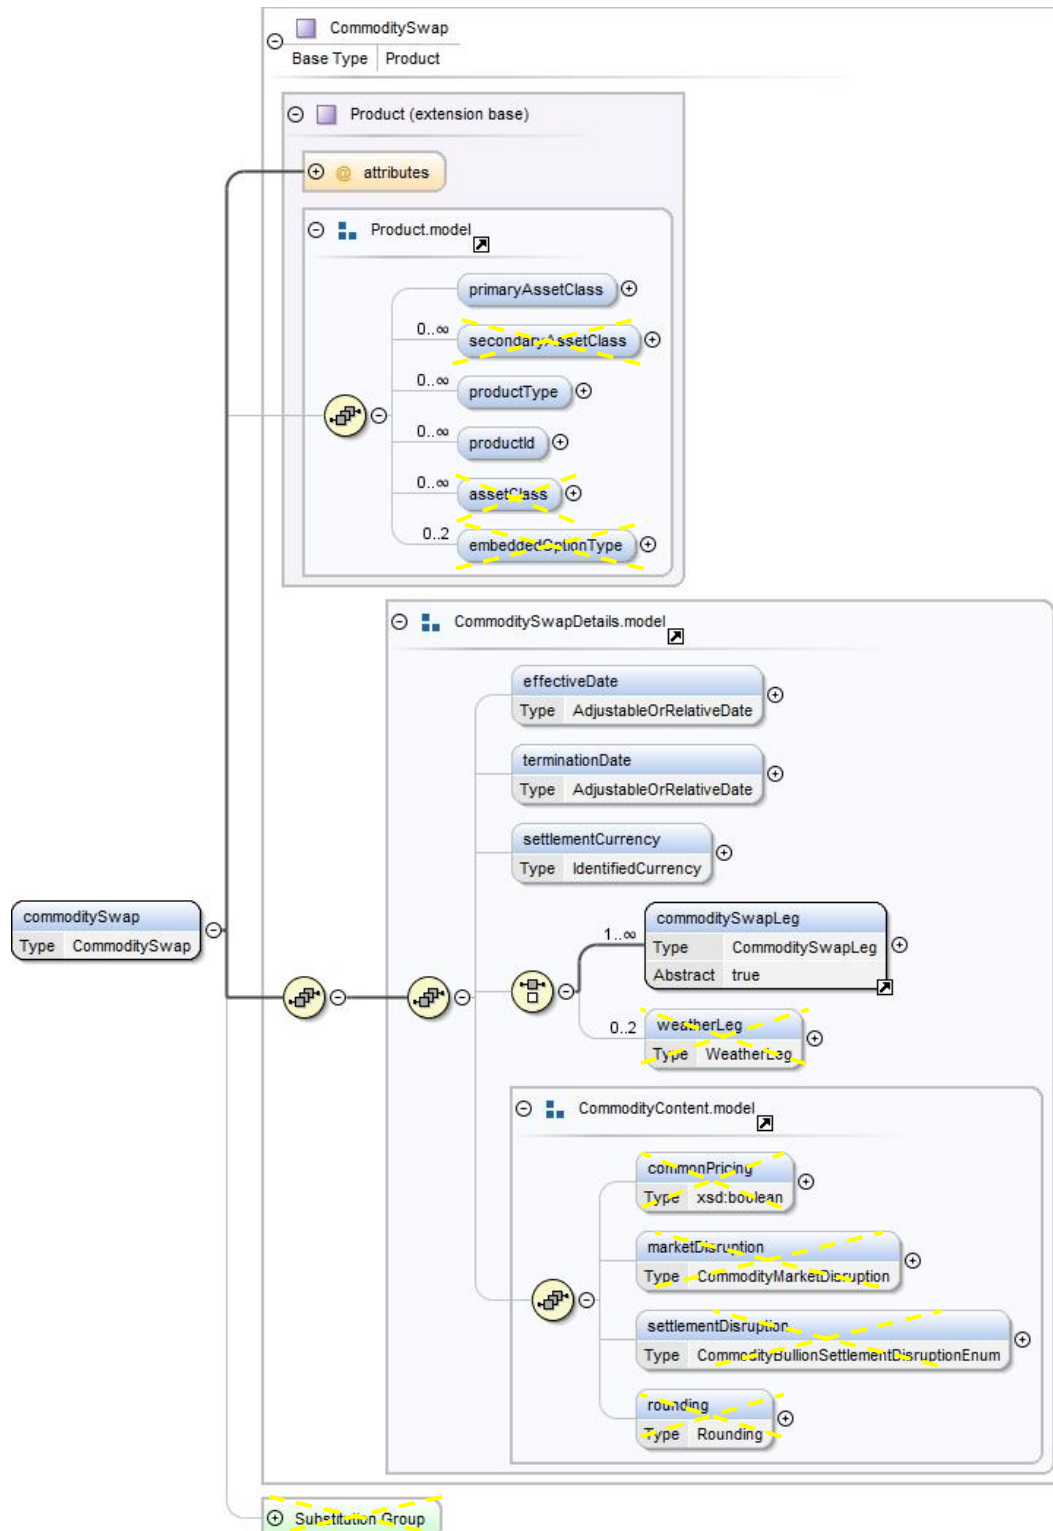 CommoditySwap
Base Type Product
Product (extension base)
@ attributes
Product.model
primaryAssetClass
0..∞
secondaryAssetClass
0..∞
productType
0..∞
productId
0..∞
assetClass
0..2
embeddedOptionType
CommoditySwapDetails.model
effectiveDate
Type AdjustableOrRelativeDate
terminationDate
Type AdjustableOrRelativeDate
settlementCurrency
Type IdentifiedCurrency
commoditySwap
Type CommoditySwap
1..∞
commoditySwapLeg
Type CommoditySwapLeg
Abstract true
0..2
weatherLeg
Type WeatherLeg
CommodityContent.model
commonPricing
Type xsd:boolean
marketDisruption
Type CommodityMarketDisruption
settlementDisruption
Type CommodityBullionSettlementDisruptionEnum
rounding
Type Rounding
Substitution Group